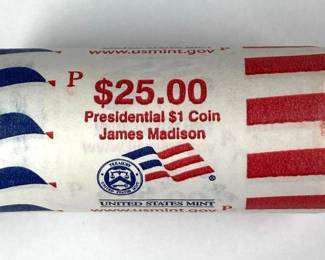 www.usmint.gov
P
P
$25.00
Presidential $1 Coin
James Madison
UNITED STATES MINT
www.usmint.gov